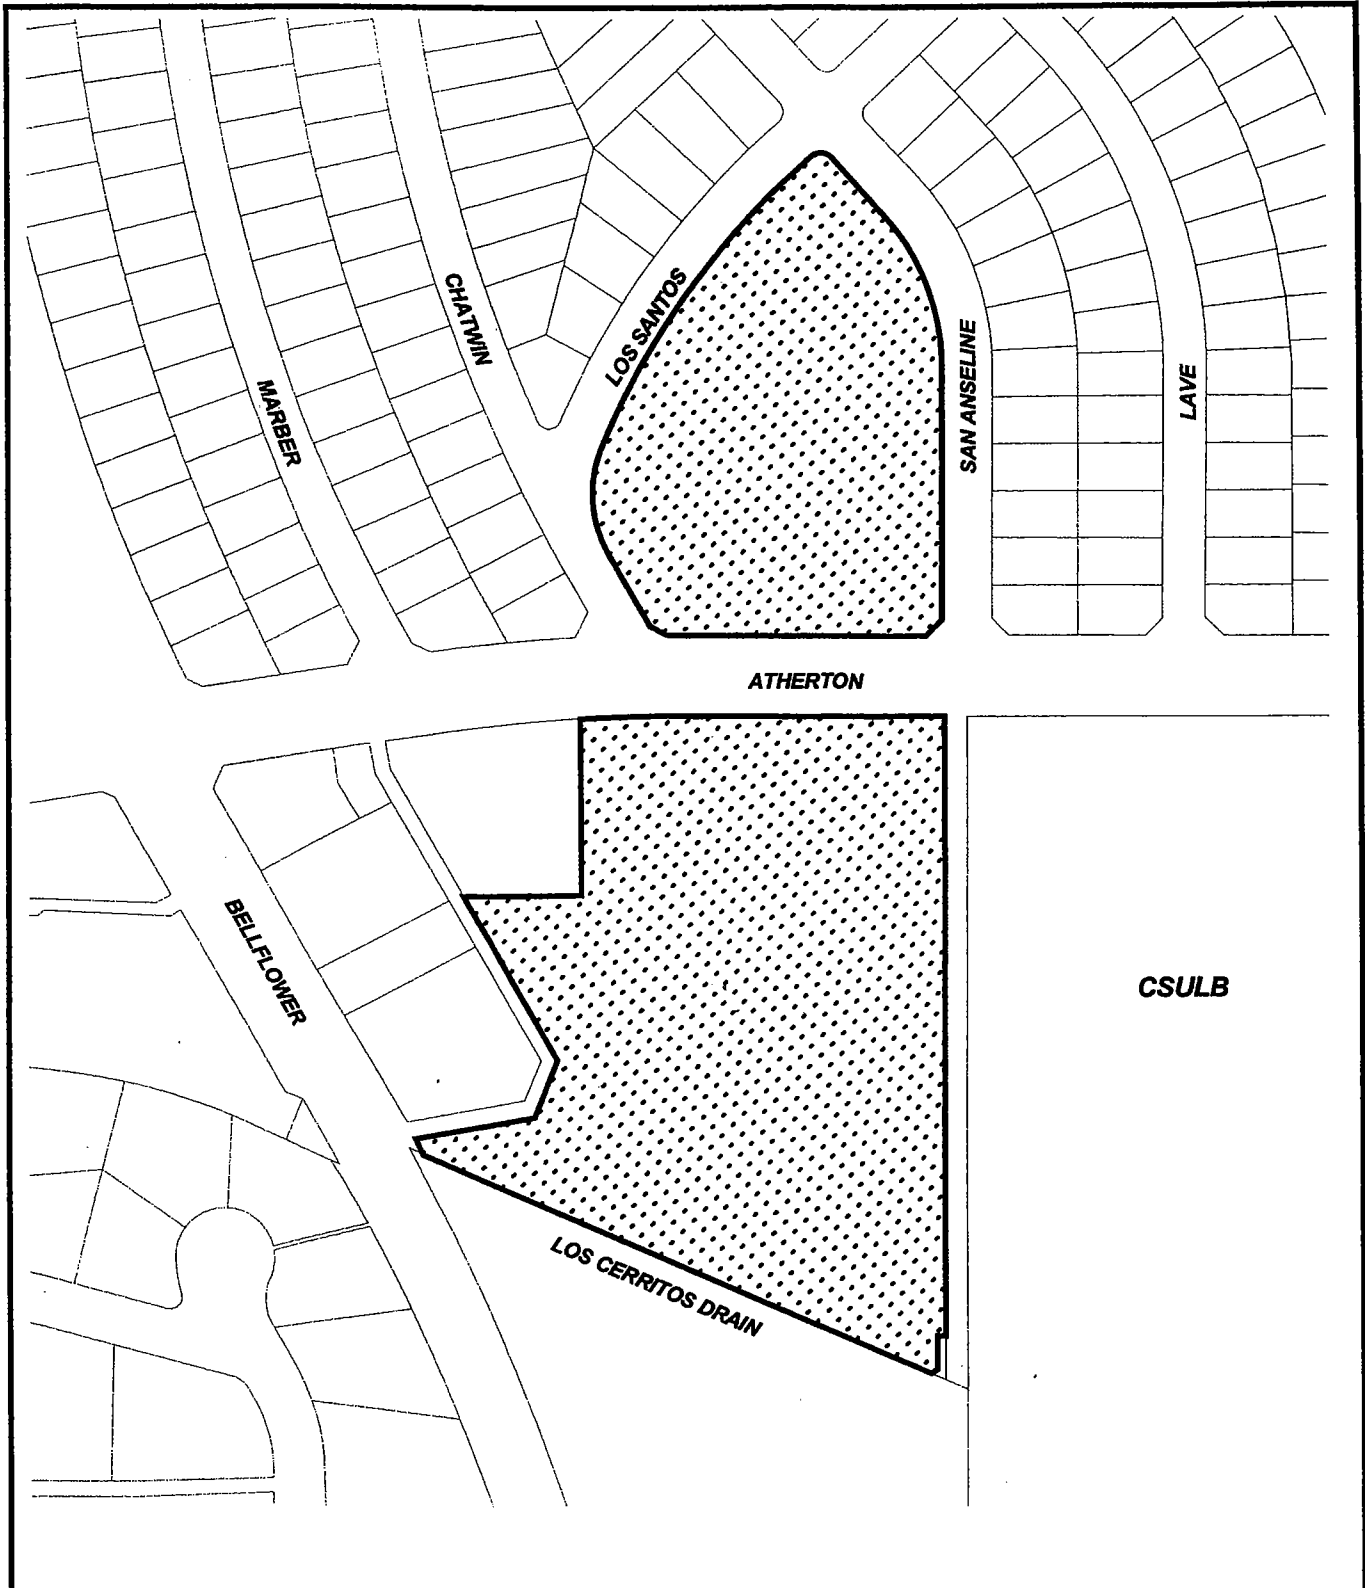 CHATWIN
LOS SANTOS
SAN ANSELINE
LAVE
MARBER
ATHERTON
BELLFLOWER
CSULB
LOS CERRITOS DRAIN